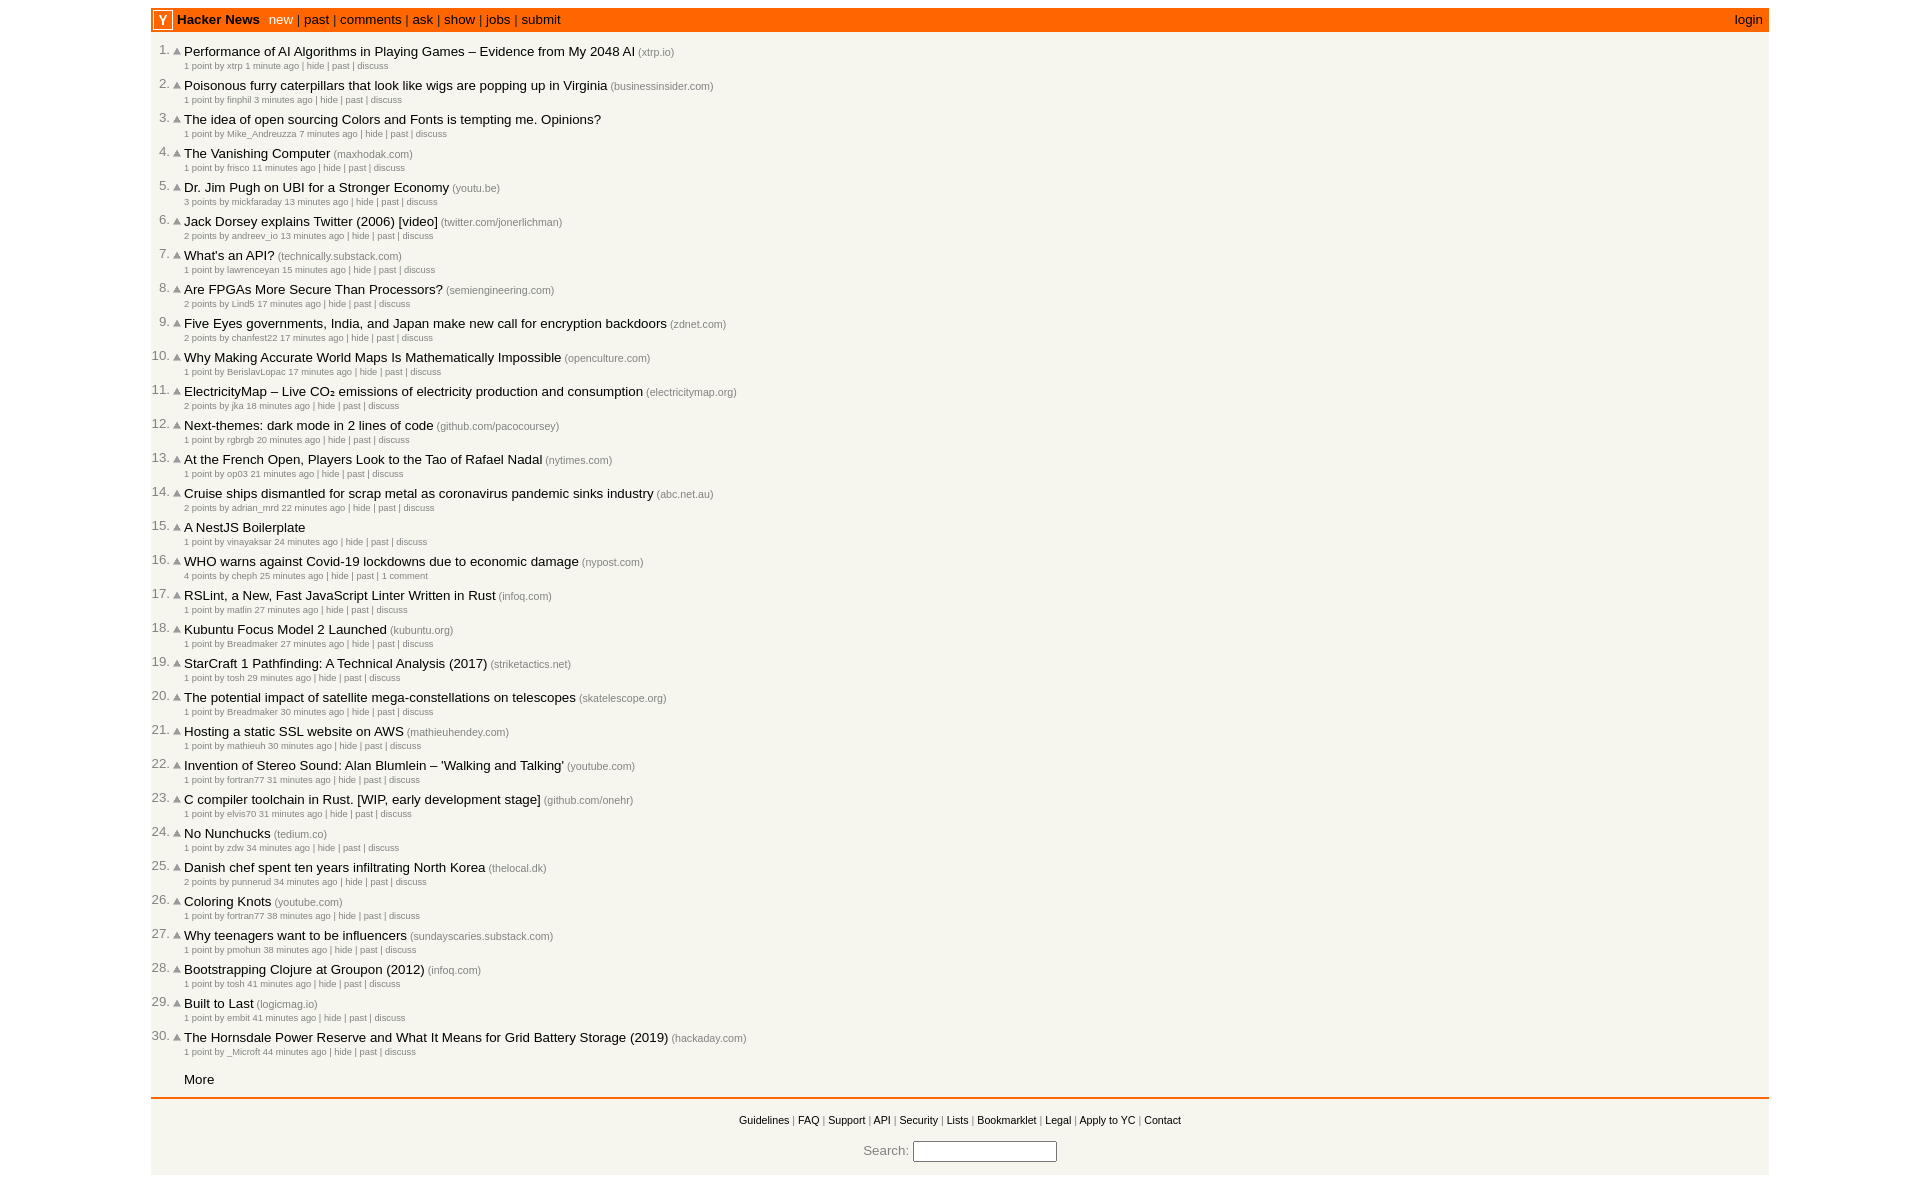 Y Hacker News new | past | comments | ask | show | jobs | submit login
1. Performance of AI Algorithms in Playing Games – Evidence from My 2048 AI (xtrp.io)
1 point by xtrp 1 minute ago | hide | past | discuss
2. Poisonous furry caterpillars that look like wigs are popping up in Virginia (businessinsider.com)
1 point by finphil 3 minutes ago | hide | past | discuss
3. The idea of open sourcing Colors and Fonts is tempting me. Opinions?
1 point by Mike_Andreuzza 7 minutes ago | hide | past | discuss
4. The Vanishing Computer (maxhodak.com)
1 point by frisco 11 minutes ago | hide | past | discuss
5. Dr. Jim Pugh on UBI for a Stronger Economy (youtu.be)
3 points by mickfaraday 13 minutes ago | hide | past | discuss
6. Jack Dorsey explains Twitter (2006) [video] (twitter.com/jonerlichman)
2 points by andreev_io 13 minutes ago | hide | past | discuss
7. What's an API? (technically.substack.com)
1 point by lawrenceyan 15 minutes ago | hide | past | discuss
8. Are FPGAs More Secure Than Processors? (semiengineering.com)
2 points by Lind5 17 minutes ago | hide | past | discuss
9. Five Eyes governments, India, and Japan make new call for encryption backdoors (zdnet.com)
2 points by chanfest22 17 minutes ago | hide | past | discuss
10. Why Making Accurate World Maps Is Mathematically Impossible (openculture.com)
1 point by BerislavLopac 17 minutes ago | hide | past | discuss
11. ElectricityMap – Live CO₂ emissions of electricity production and consumption (electricitymap.org)
2 points by jka 18 minutes ago | hide | past | discuss
12. Next-themes: dark mode in 2 lines of code (github.com/pacocoursey)
1 point by rgbrgb 20 minutes ago | hide | past | discuss
13. At the French Open, Players Look to the Tao of Rafael Nadal (nytimes.com)
1 point by op03 21 minutes ago | hide | past | discuss
14. Cruise ships dismantled for scrap metal as coronavirus pandemic sinks industry (abc.net.au)
2 points by adrian_mrd 22 minutes ago | hide | past | discuss
15. A NestJS Boilerplate
1 point by vinayaksar 24 minutes ago | hide | past | discuss
16. WHO warns against Covid-19 lockdowns due to economic damage (nypost.com)
4 points by cheph 25 minutes ago | hide | past | 1 comment
17. RSLint, a New, Fast JavaScript Linter Written in Rust (infoq.com)
1 point by matlin 27 minutes ago | hide | past | discuss
18. Kubuntu Focus Model 2 Launched (kubuntu.org)
1 point by Breadmaker 27 minutes ago | hide | past | discuss
19. StarCraft 1 Pathfinding: A Technical Analysis (2017) (striketactics.net)
1 point by tosh 29 minutes ago | hide | past | discuss
20. The potential impact of satellite mega-constellations on telescopes (skatelescope.org)
1 point by Breadmaker 30 minutes ago | hide | past | discuss
21. Hosting a static SSL website on AWS (mathieuhendey.com)
1 point by mathieuh 30 minutes ago | hide | past | discuss
22. Invention of Stereo Sound: Alan Blumlein – 'Walking and Talking' (youtube.com)
1 point by fortran77 31 minutes ago | hide | past | discuss
23. C compiler toolchain in Rust. [WIP, early development stage] (github.com/onehr)
1 point by elvis70 31 minutes ago | hide | past | discuss
24. No Nunchucks (tedium.co)
1 point by zdw 34 minutes ago | hide | past | discuss
25. Danish chef spent ten years infiltrating North Korea (thelocal.dk)
2 points by punnerud 34 minutes ago | hide | past | discuss
26. Coloring Knots (youtube.com)
1 point by fortran77 38 minutes ago | hide | past | discuss
27. Why teenagers want to be influencers (sundayscaries.substack.com)
1 point by pmohun 38 minutes ago | hide | past | discuss
28. Bootstrapping Clojure at Groupon (2012) (infoq.com)
1 point by tosh 41 minutes ago | hide | past | discuss
29. Built to Last (logicmag.io)
1 point by embit 41 minutes ago | hide | past | discuss
30. The Hornsdale Power Reserve and What It Means for Grid Battery Storage (2019) (hackaday.com)
1 point by _Microft 44 minutes ago | hide | past | discuss
More
Guidelines | FAQ | Support | API | Security | Lists | Bookmarklet | Legal | Apply to YC | Contact
Search: